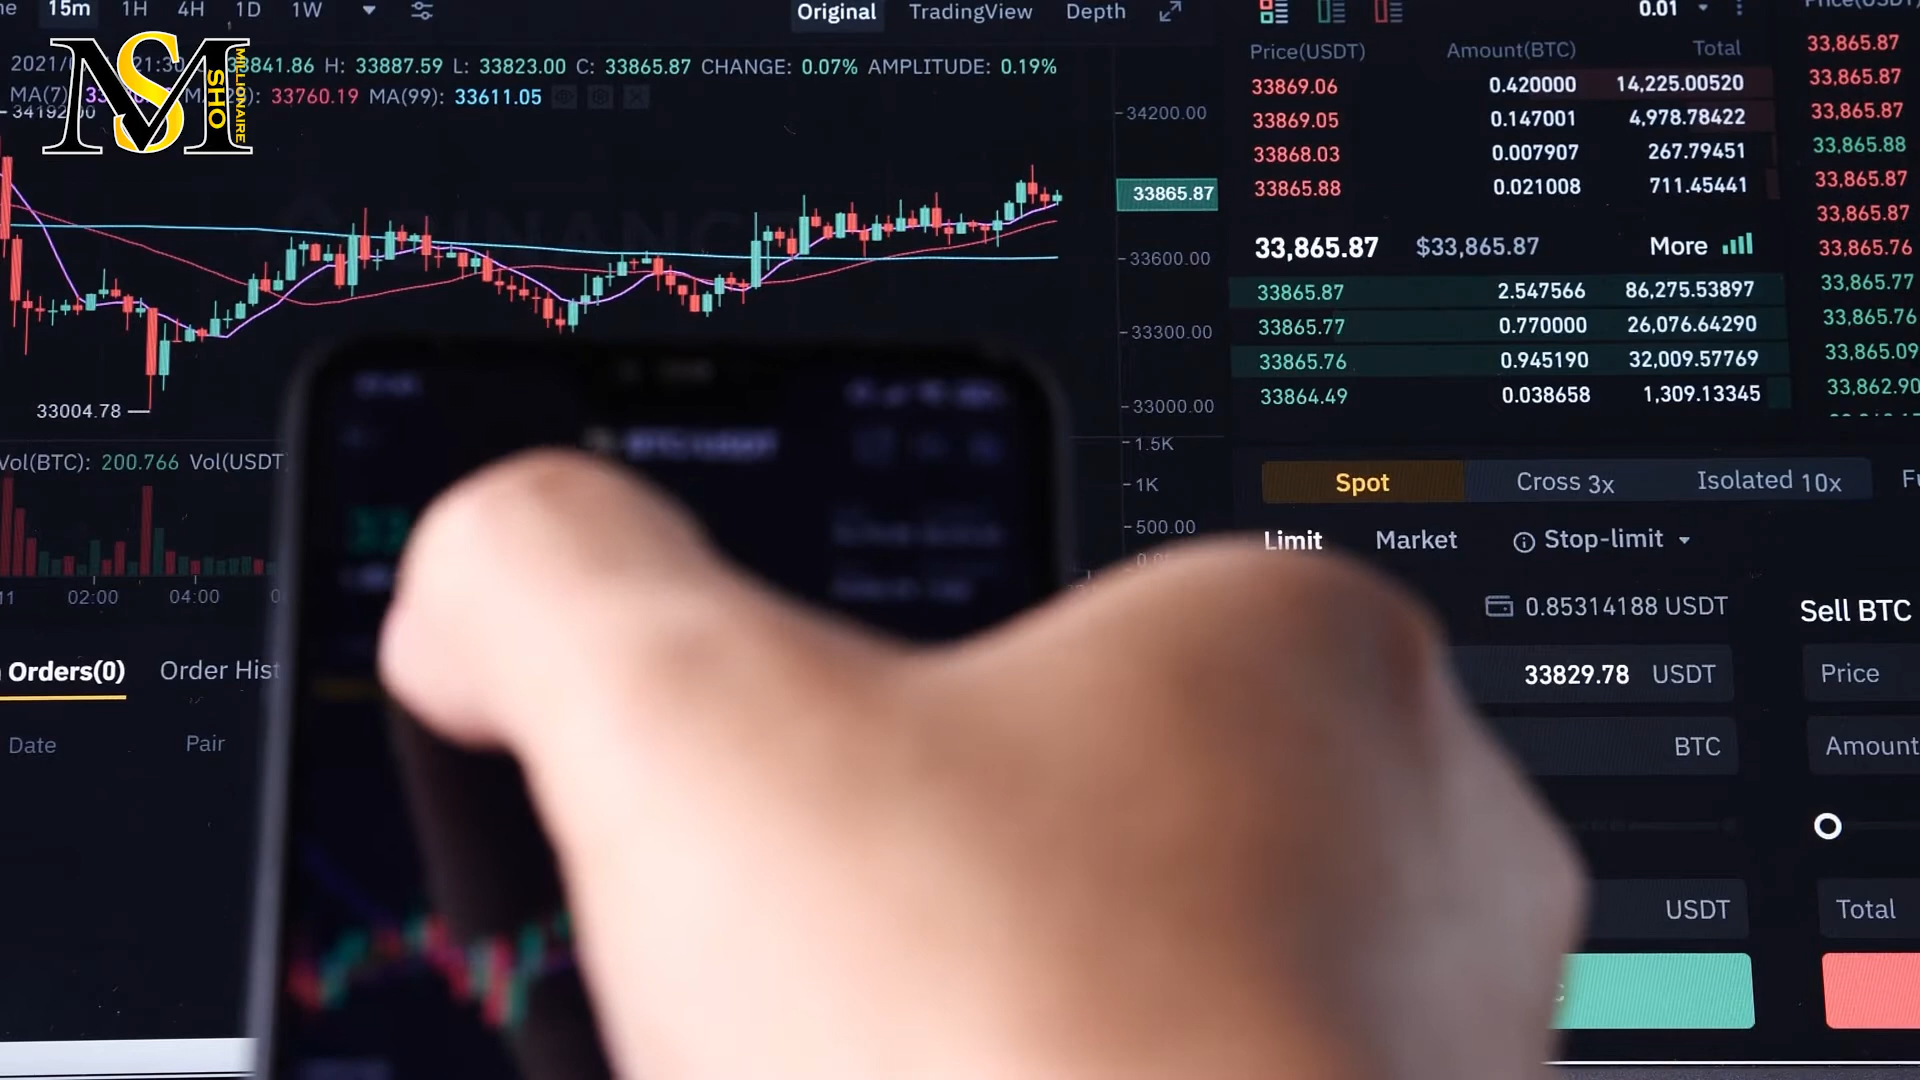 15m 1H 4H 1D 1W Original TradingView Depth 0.01
2021/ 21:30 33841.86 H: 33887.59 L: 33823.00 C: 33865.87 CHANGE: 0.07% AMPLITUDE: 0.19%
MA(7) 33760.19 MA(99): 33611.05
MS SHO MILLIONAIRE
34192.00
34200.00
33865.87
33600.00
33300.00
33000.00
33004.78
1.5K
1K
500.00
Vol(BTC): 200.766 Vol(USDT
02:00 04:00
Orders(0) Order Hist
Date Pair
BTC/USDT
Price(USDT) Amount(BTC) Total
33869.06 0.420000 14,225.00520
33869.05 0.147001 4,978.78422
33868.03 0.007907 267.79451
33865.88 0.021008 711.45441
33,865.87 $33,865.87 More
33865.87 2.547566 86,275.53897
33865.77 0.770000 26,076.64290
33865.76 0.945190 32,009.57769
33864.49 0.038658 1,309.13345
33,865.87
33,865.87
33,865.87
33,865.88
33,865.87
33,865.87
33,865.76
33,865.77
33,865.76
33,865.09
33,862.90
Spot Cross 3x Isolated 10x
Limit Market Stop-limit
0.85314188 USDT
33829.78 USDT
BTC
USDT
Sell BTC
Price
Amount
Total